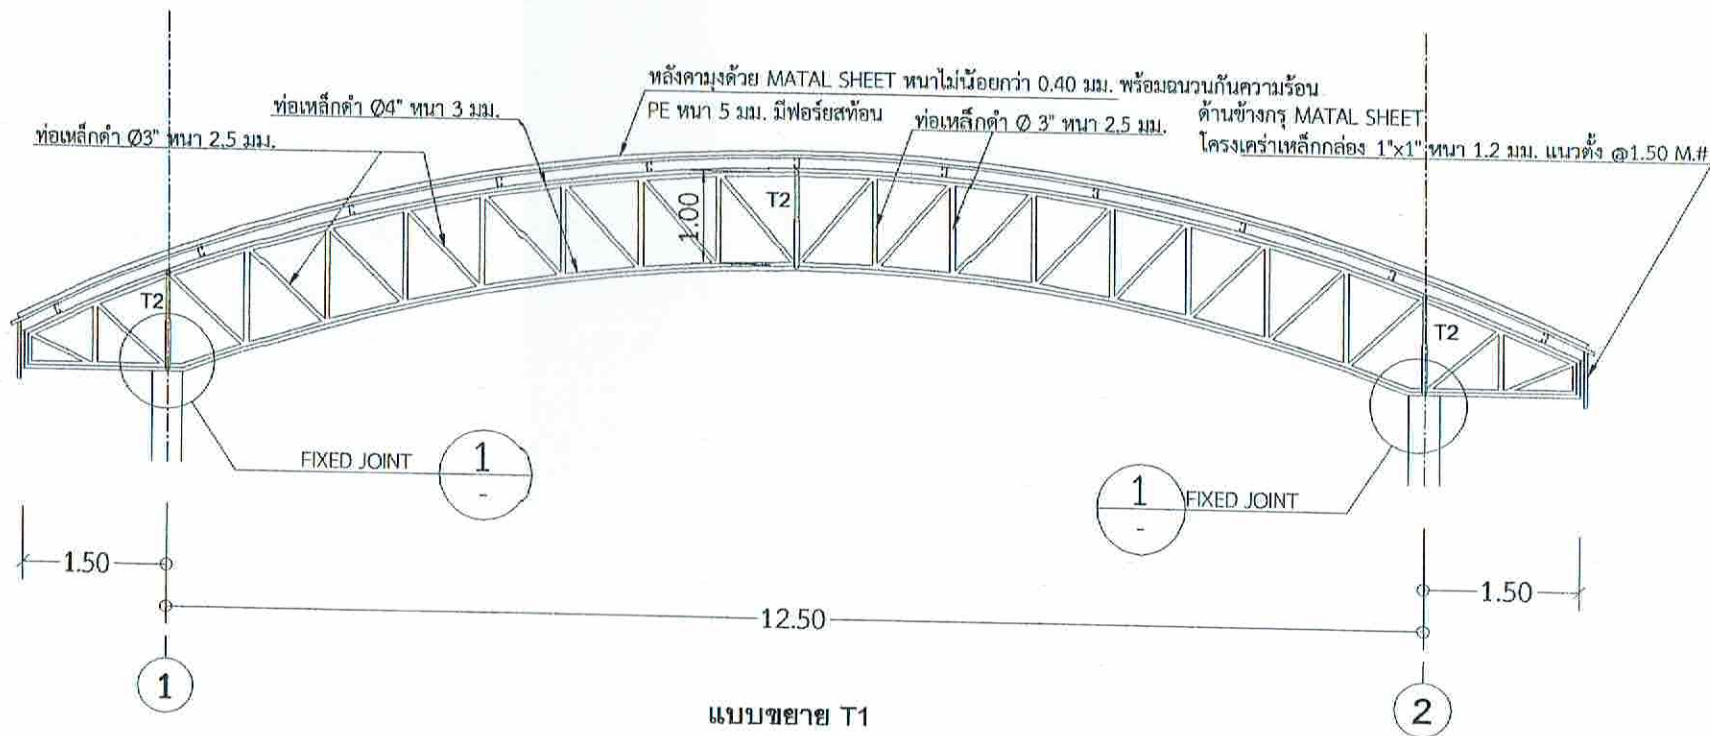 หลังคามุงด้วย MATAL SHEET หนาไม่น้อยกว่า 0.40 มม. พร้อมฉนวนกันความร้อน
PE หนา 5 มม. มีฟอร์ยสท้อน
ท่อเหล็กดำ Ø4" หนา 3 มม.
ท่อเหล็กดำ Ø3" หนา 2.5 มม.
ท่อเหล็กดำ Ø 3" หนา 2.5 มม.
ด้านข้างกรุ MATAL SHEET
โครงเคร่าเหล็กกล่อง 1"x1" หนา 1.2 มม. แนวตั้ง @1.50 M.#
1.00
T2
T2
T2
FIXED JOINT
1
-
1
-
FIXED JOINT
1.50
12.50
1.50
1
2
แบบขยาย T1